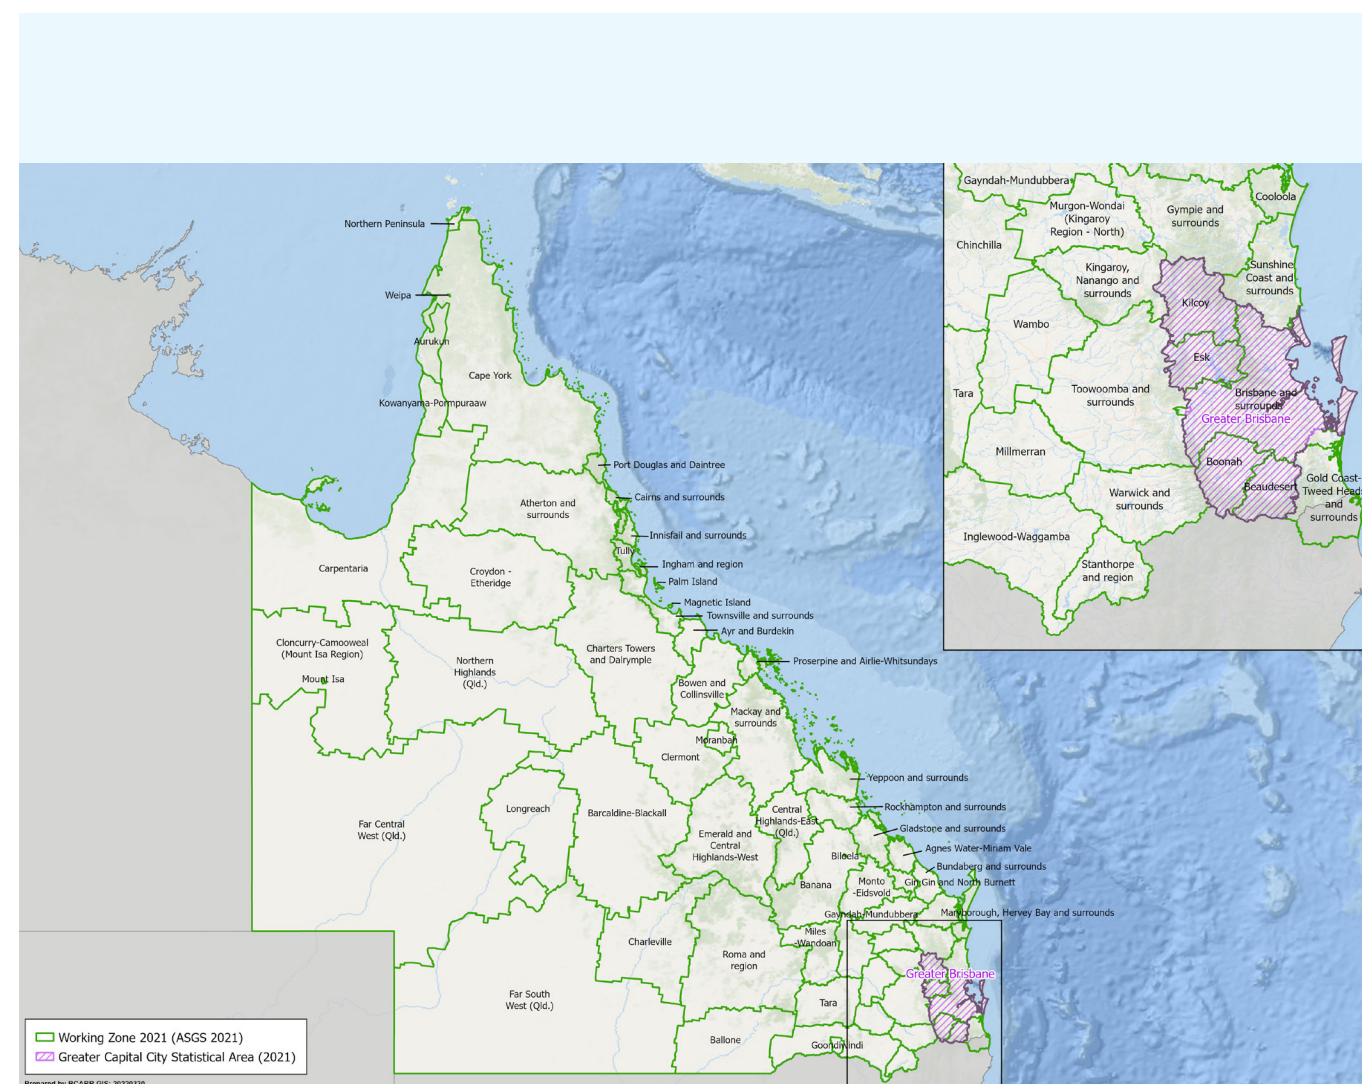 Northern Peninsula
Weipa
Aurukun
Cape York
Kowanyama-Pormpuraaw
Port Douglas and Daintree
Cairns and surrounds
Atherton and
surrounds
Innisfail and surrounds
Tully
Ingham and region
Palm Island
Carpentaria
Croydon -
Etheridge
Magnetic Island
Townsville and surrounds
Ayr and Burdekin
Cloncurry-Camooweal
(Mount Isa Region)
Mount Isa
Northern
Highlands
(Qld.)
Charters Towers
and Dalrymple
Proserpine and Airlie-Whitsundays
Bowen and
Collinsville
Mackay and
surrounds
Moranbah
Clermont
Yeppoon and surrounds
Longreach
Barcaldine-Blackall
Central
Highlands-East
(Qld.)
Rockhampton and surrounds
Far Central
West (Qld.)
Emerald and
Central
Highlands-West
Gladstone and surrounds
Biloela
Agnes Water-Miriam Vale
Bundaberg and surrounds
Banana
Monto
-Eidsvold
Gin Gin and North Burnett
Gayndah-Mundubbera
Maryborough, Hervey Bay and surrounds
Charleville
Miles
-Wandoan
Roma and
region
Greater Brisbane
Far South
West (Qld.)
Tara
Ballone
Goondiwindi
Gayndah-Mundubbera
Cooloola
Murgon-Wondai
(Kingaroy
Region - North)
Gympie and
surrounds
Chinchilla
Kingaroy,
Nanango and
surrounds
Sunshine
Coast and
surrounds
Kilcoy
Wambo
Esk
Tara
Toowoomba and
surrounds
Brisbane and
surrounds
Greater Brisbane
Millmerran
Boonah
Beaudesert
Gold Coast-
Tweed Heads
and
surrounds
Warwick and
surrounds
Inglewood-Waggamba
Stanthorpe
and region
Working Zone 2021 (ASGS 2021)
Greater Capital City Statistical Area (2021)
Prepared by BCARR GIS: 20220330